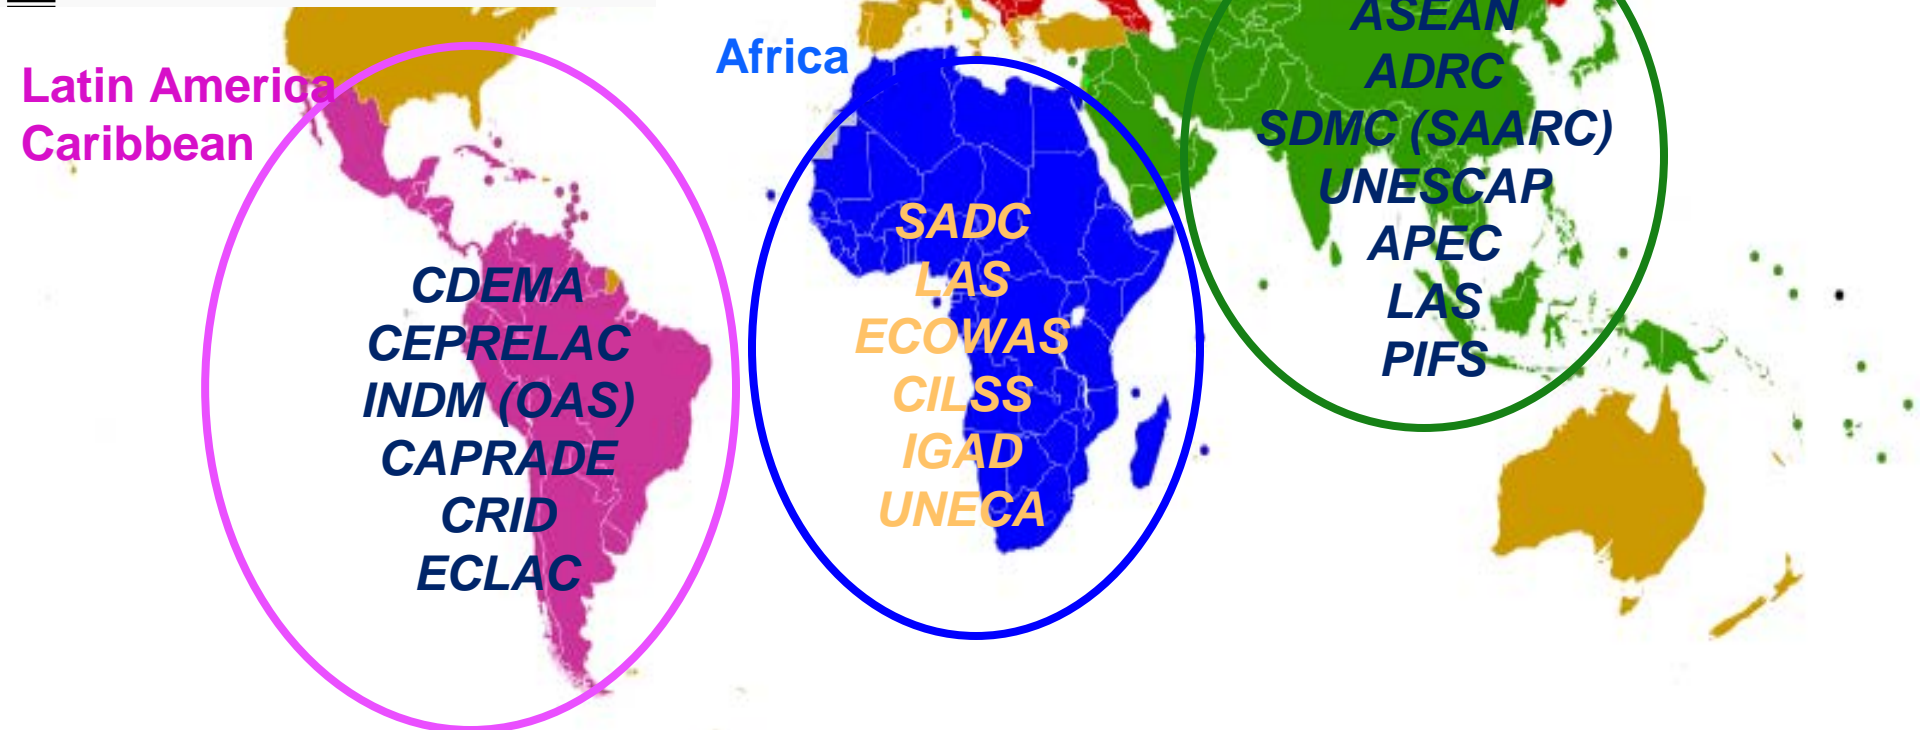 Latin America
Caribbean
CDEMA
CEPRELAC
INDM (OAS)
CAPRADE
CRID
ECLAC
Africa
SADC
LAS
ECOWAS
CILSS
IGAD
UNECA
ASEAN
ADRC
SDMC (SAARC)
UNESCAP
APEC
LAS
PIFS